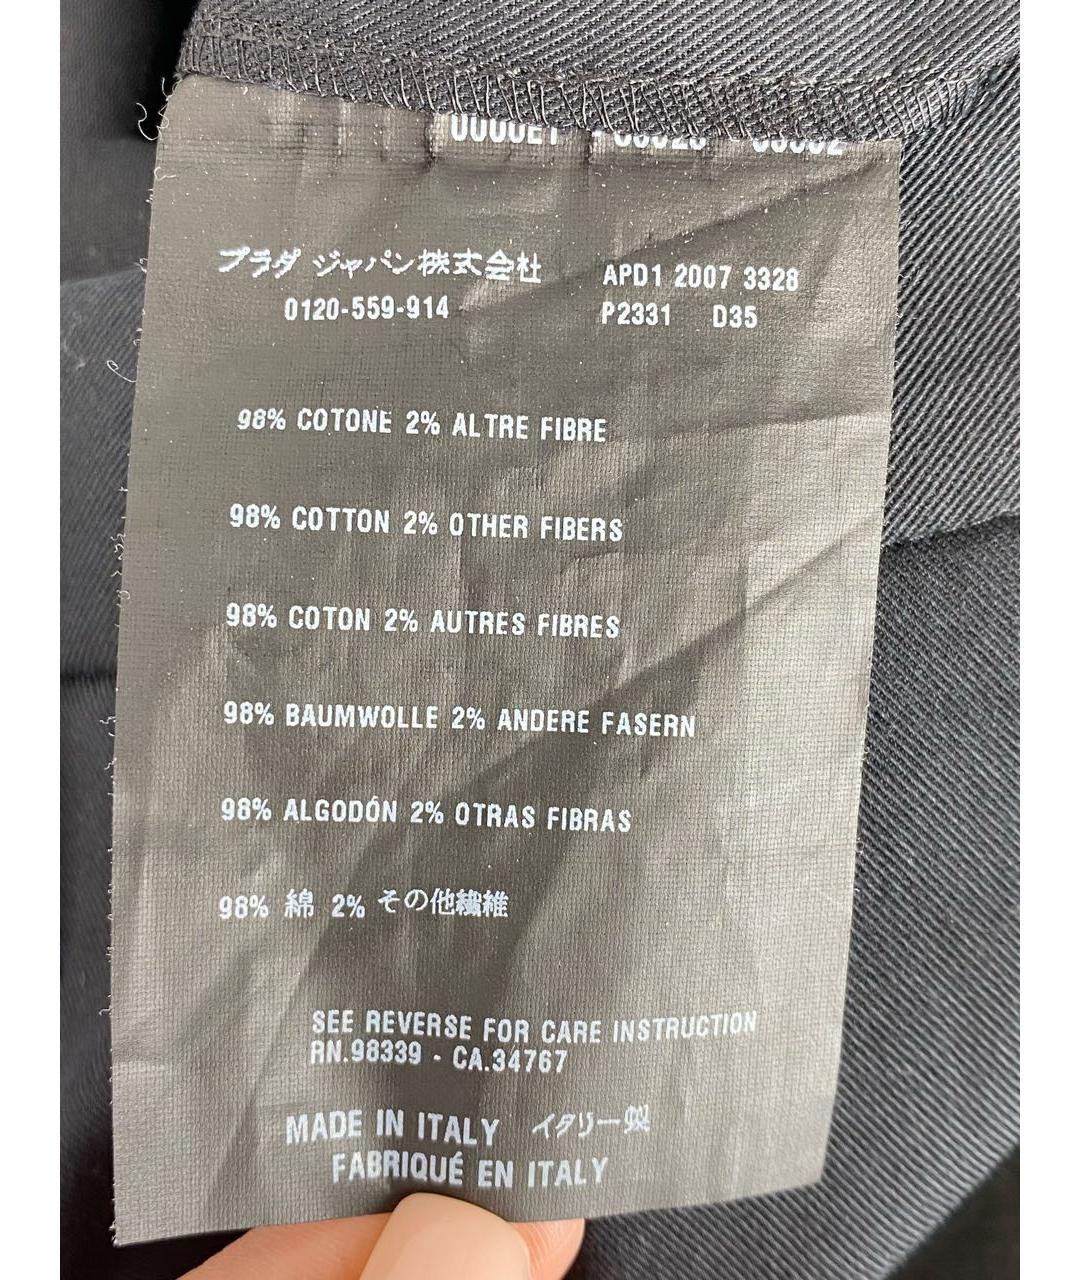 プラダ ジャパン株式会社 APD1 2007 3328
0120-559-914 P2331 D35
98% COTONE 2% ALTRE FIBRE
98% COTTON 2% OTHER FIBERS
98% COTON 2% AUTRES FIBRES
98% BAUMWOLLE 2% ANDERE FASERN
98% ALGODÓN 2% OTRAS FIBRAS
98% 綿 2% その他繊維
SEE REVERSE FOR CARE INSTRUCTION
RN.98339 - CA.34767
MADE IN ITALY イタリー製
FABRIQUÉ EN ITALY